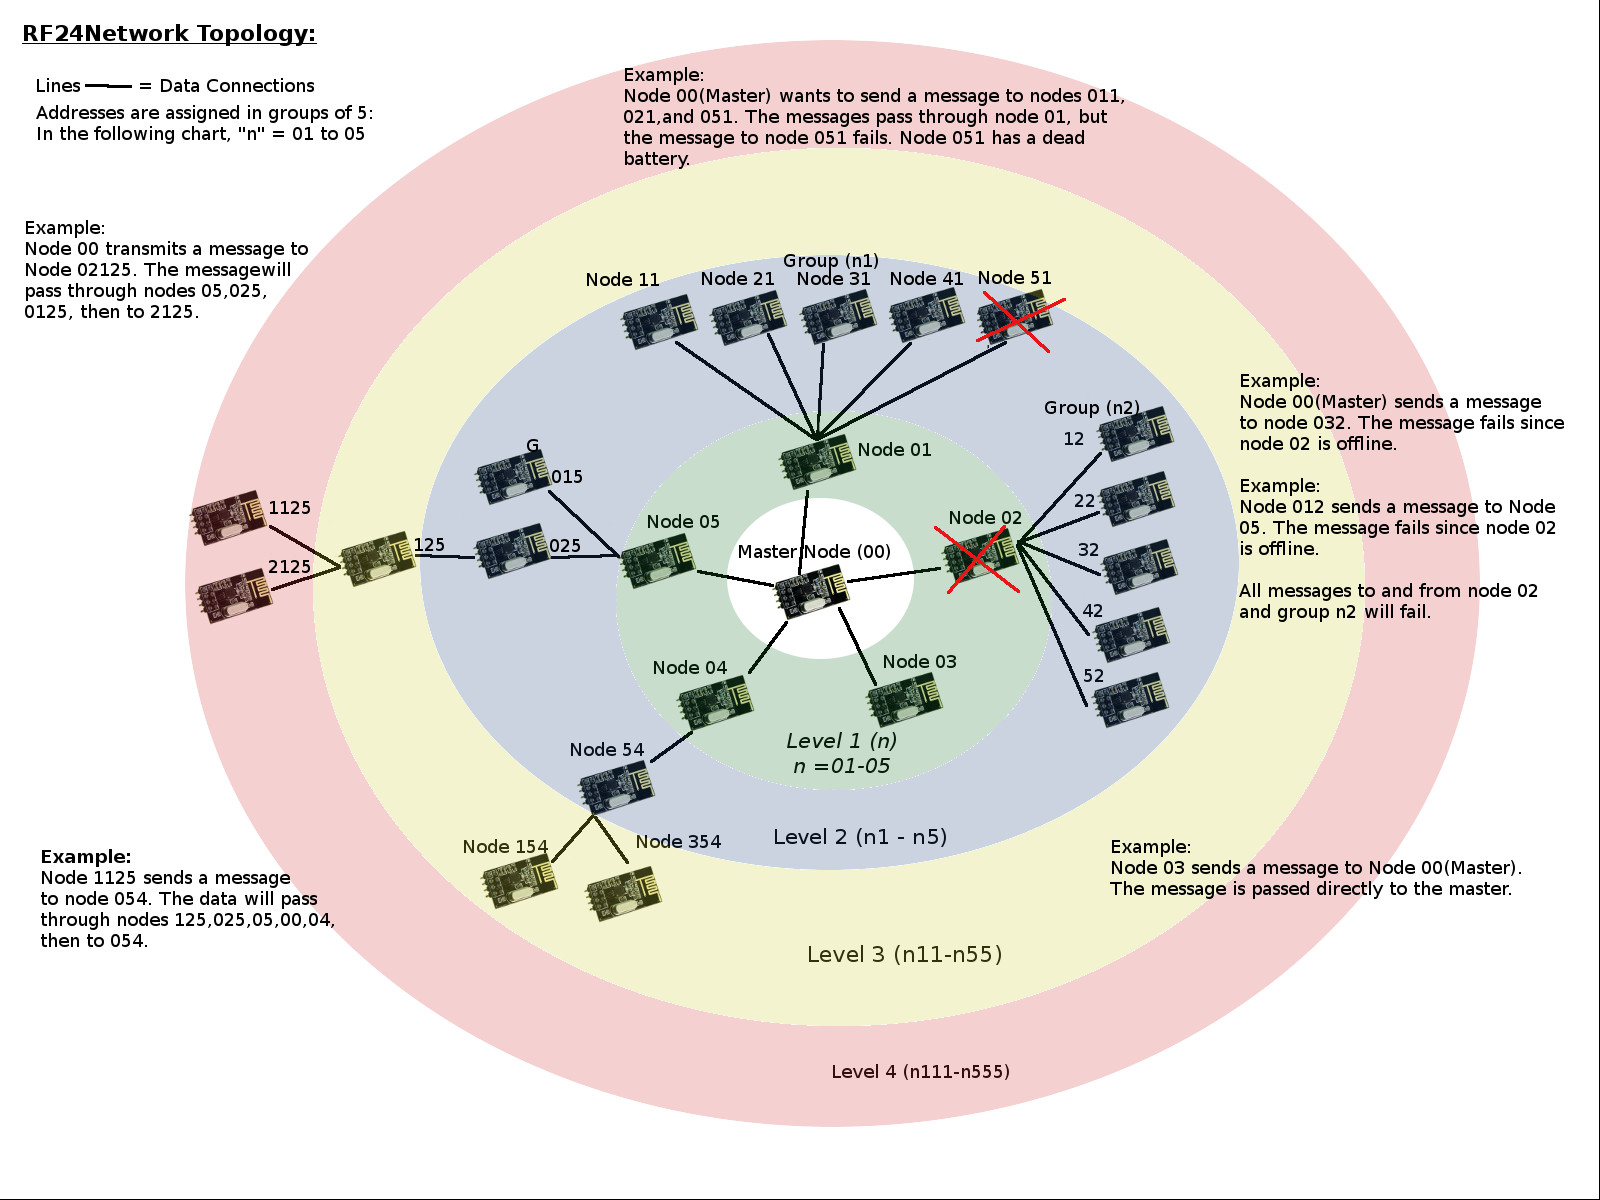 RF24Network Topology:
Lines = Data Connections
Addresses are assigned in groups of 5:
In the following chart, "n" = 01 to 05
Example:
Node 00(Master) wants to send a message to nodes 011,
021,and 051. The messages pass through node 01, but
the message to node 051 fails. Node 051 has a dead
battery.
Example:
Node 00 transmits a message to
Node 02125. The messagewill
pass through nodes 05,025,
0125, then to 2125.
Group (n1)
Node 11
Node 21
Node 31
Node 41
Node 51
Example:
Node 00(Master) sends a message
to node 032. The message fails since
node 02 is offline.
Example:
Node 012 sends a message to Node
05. The message fails since node 02
is offline.
All messages to and from node 02
and group n2 will fail.
Group (n2)
12
22
32
42
52
Node 01
G
015
025
125
1125
2125
Node 05
Node 02
Master Node (00)
Node 04
Node 03
Level 1 (n)
n =01-05
Node 54
Level 2 (n1 - n5)
Node 154
Node 354
Example:
Node 1125 sends a message
to node 054. The data will pass
through nodes 125,025,05,00,04,
then to 054.
Example:
Node 03 sends a message to Node 00(Master).
The message is passed directly to the master.
Level 3 (n11-n55)
Level 4 (n111-n555)